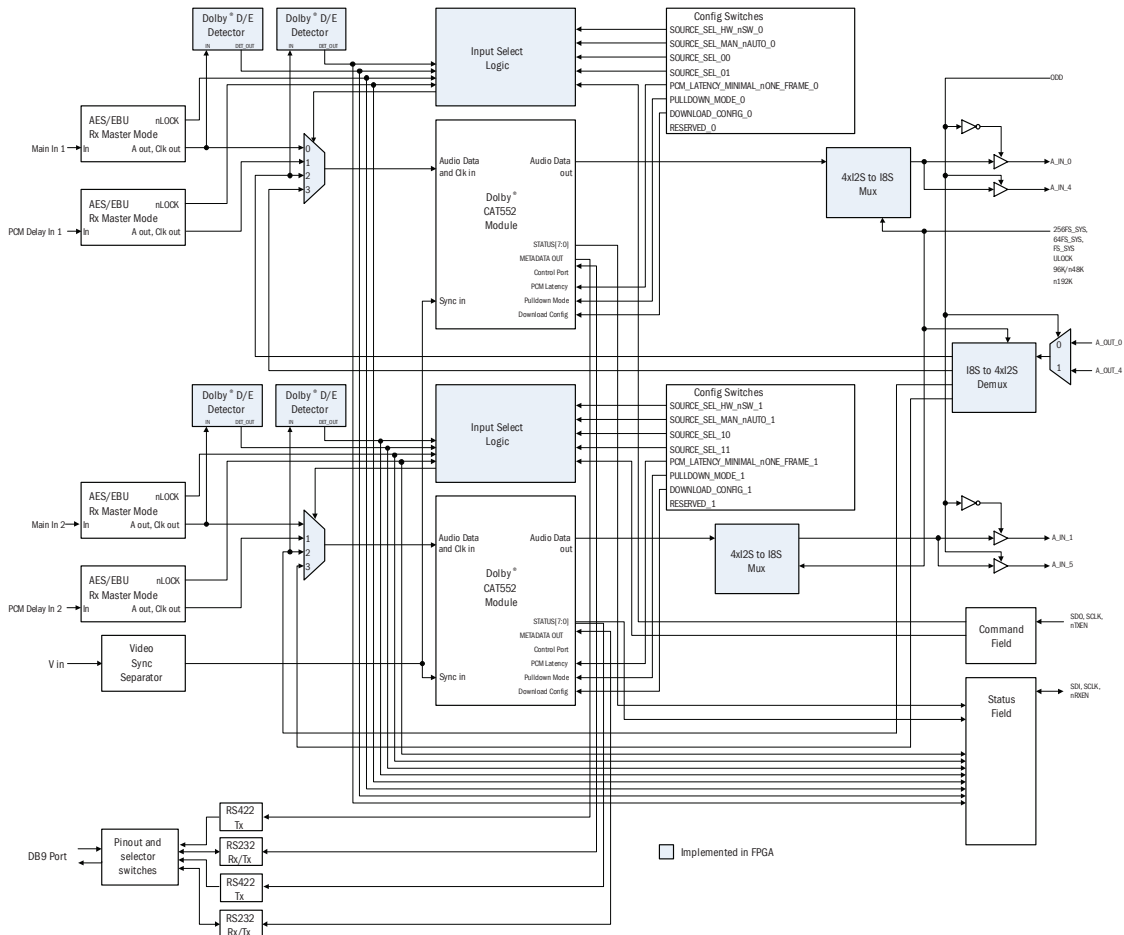 Dolby® D/E
Detector
IN
DET_OUT
Dolby® D/E
Detector
IN
DET_OUT
Input Select
Logic
Config Switches
SOURCE_SEL_HW_nSW_0
SOURCE_SEL_MAN_nAUTO_0
SOURCE_SEL_00
SOURCE_SEL_01
PCM_LATENCY_MINIMAL_nONE_FRAME_0
PULLDOWN_MODE_0
DOWNLOAD_CONFIG_0
RESERVED_0
ODD
AES/EBU
nLOCK
Rx Master Mode
Main In 1
In
A out, Clk out
0
1
2
3
AES/EBU
nLOCK
Rx Master Mode
PCM Delay In 1
In
A out, Clk out
Audio Data
and Clk in
Audio Data
out
Dolby®
CAT552
Module
STATUS[7:0]
METADATA OUT
Control Port
PCM Latency
Pulldown Mode
Download Config
Sync in
4xI2S to I8S
Mux
A_IN_0
A_IN_4
256FS_SYS,
64FS_SYS,
FS_SYS
ULOCK
96K/n48K
n192K
I8S to 4xI2S
Demux
0
1
A_OUT_0
A_OUT_4
Dolby® D/E
Detector
IN
DET_OUT
Dolby® D/E
Detector
IN
DET_OUT
Input Select
Logic
Config Switches
SOURCE_SEL_HW_nSW_1
SOURCE_SEL_MAN_nAUTO_1
SOURCE_SEL_10
SOURCE_SEL_11
PCM_LATENCY_MINIMAL_nONE_FRAME_1
PULLDOWN_MODE_1
DOWNLOAD_CONFIG_1
RESERVED_1
AES/EBU
nLOCK
Rx Master Mode
Main In 2
In
A out, Clk out
1
2
3
AES/EBU
nLOCK
Rx Master Mode
PCM Delay In 2
In
A out, Clk out
Audio Data
and Clk in
Audio Data
out
Dolby®
CAT552
Module
STATUS[7:0]
METADATA OUT
Control Port
PCM Latency
Pulldown Mode
Download Config
Sync in
4xI2S to I8S
Mux
A_IN_1
A_IN_5
V in
Video
Sync
Separator
Command
Field
SDO, SCLK,
nTXEN
Status
Field
SDI, SCLK,
nRXEN
DB9 Port
Pinout and
selector
switches
RS422
Tx
RS232
Rx/Tx
RS422
Tx
RS232
Rx/Tx
Implemented in FPGA